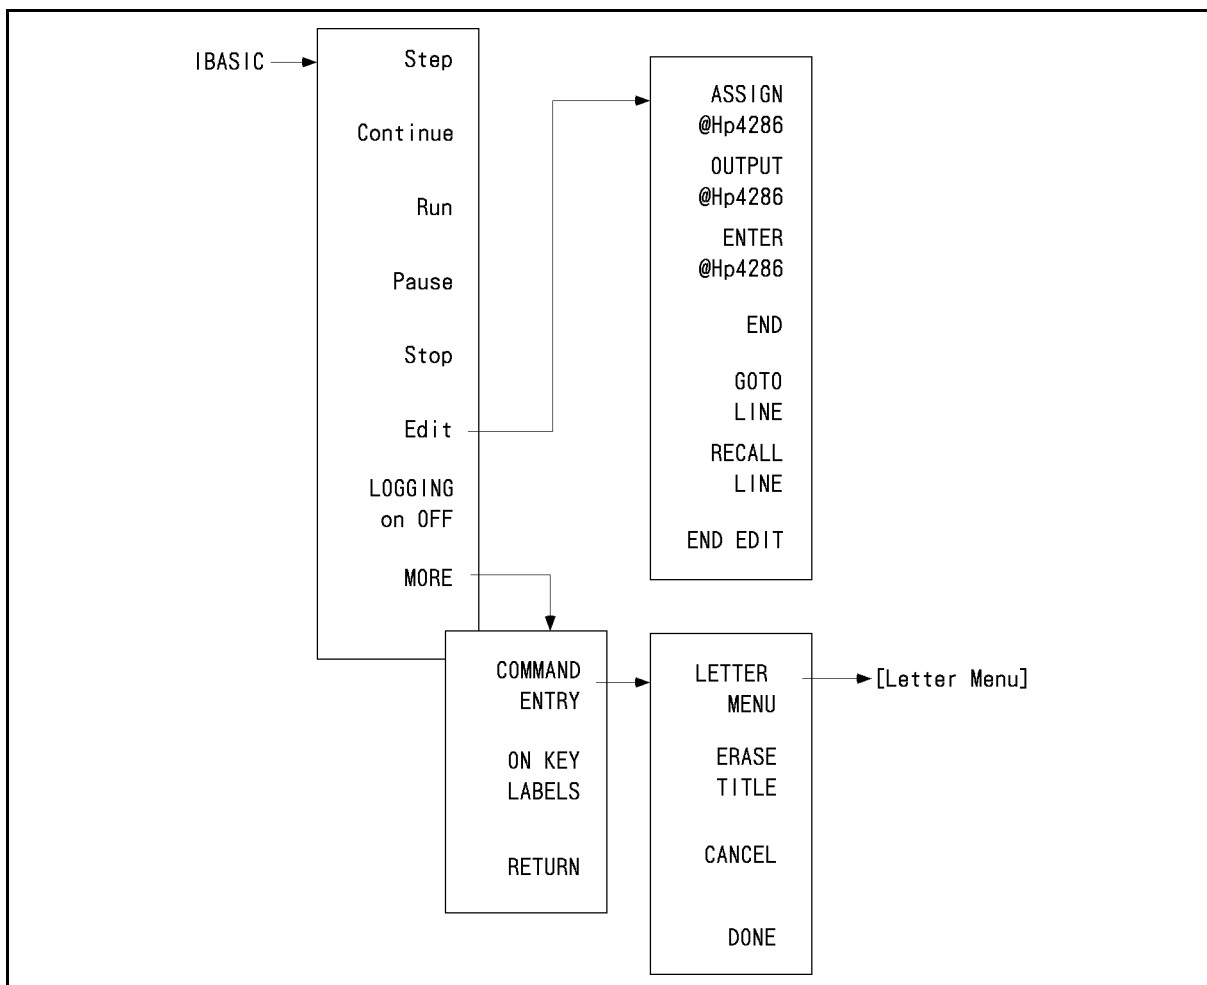 IBASIC
Step
Continue
Run
Pause
Stop
Edit
LOGGING
on OFF
MORE
ASSIGN
@Hp4286
OUTPUT
@Hp4286
ENTER
@Hp4286
END
GOTO
LINE
RECALL
LINE
END EDIT
COMMAND
ENTRY
ON KEY
LABELS
RETURN
LETTER
MENU
ERASE
TITLE
CANCEL
DONE
[Letter Menu]